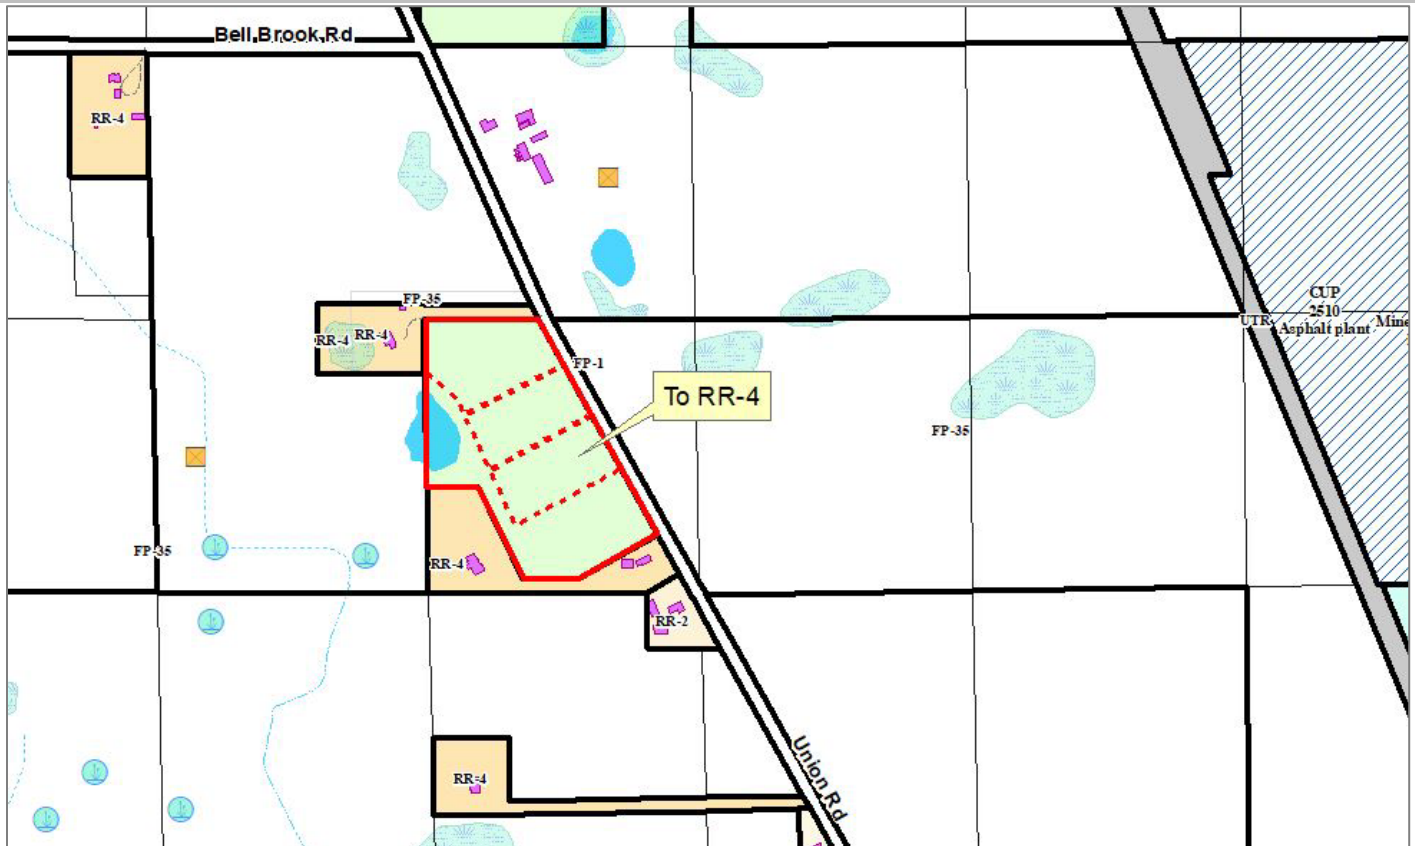 Bell Brook Rd
RR-4
FP-35
RR-4
RR-4
CUP
2510
Asphalt plant
UTR
Mine
FP-1
To RR-4
FP-35
FP-35
RR-4
RR-2
Union Rd
RR-4